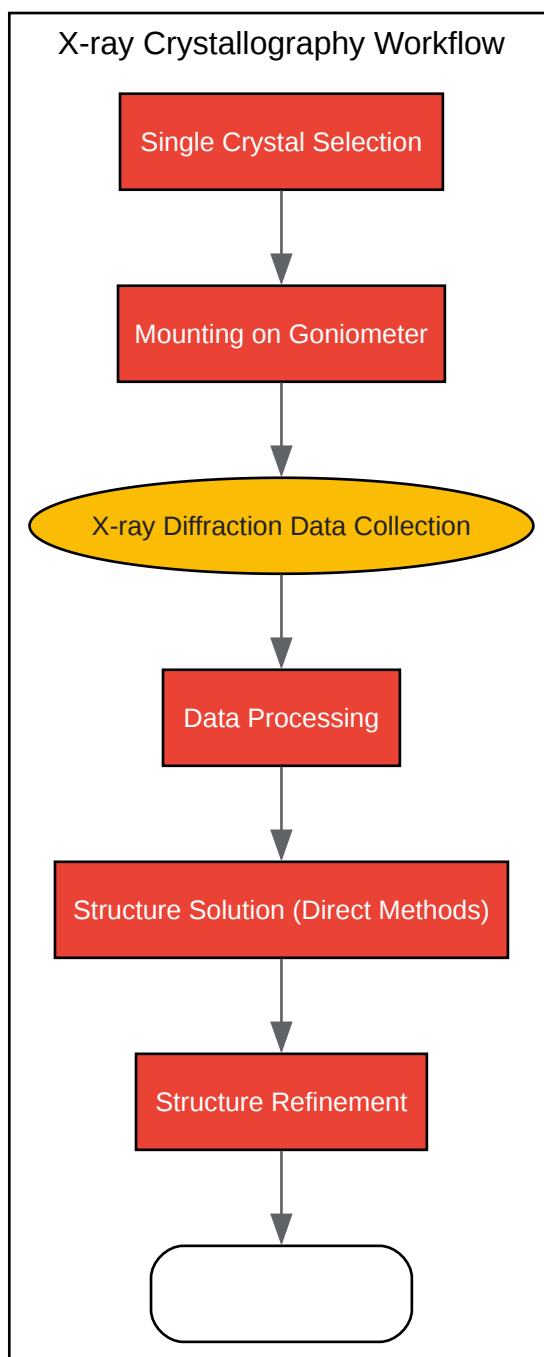 X-ray Crystallography Workflow
Single Crystal Selection
Mounting on Goniometer
X-ray Diffraction Data Collection
Data Processing
Structure Solution (Direct Methods)
Structure Refinement